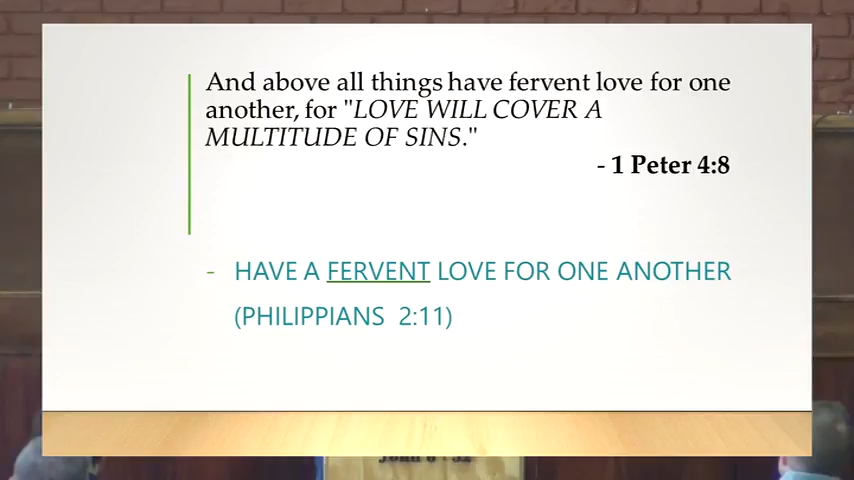 And above all things have fervent love for one
another, for "LOVE WILL COVER A
MULTITUDE OF SINS."
- 1 Peter 4:8
- HAVE A FERVENT LOVE FOR ONE ANOTHER
(PHILIPPIANS 2:11)